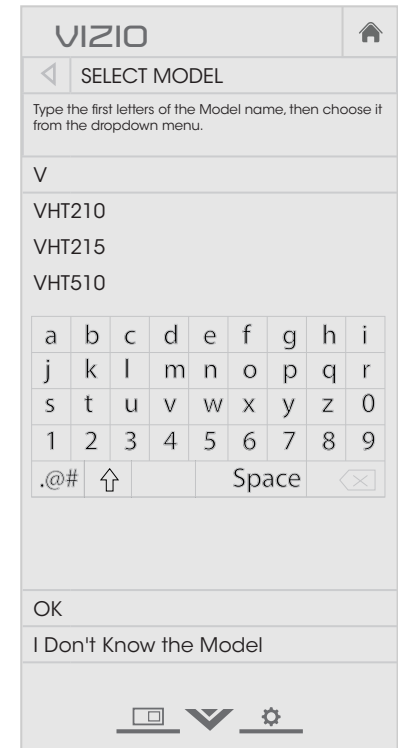 VIZIO
SELECT MODEL
Type the first letters of the Model name, then choose it
from the dropdown menu.
V
VHT210
VHT215
VHT510
a b c d e f g h i
j k l m n o p q r
s t u v w x y z 0
1 2 3 4 5 6 7 8 9
.@# Space
OK
I Don't Know the Model